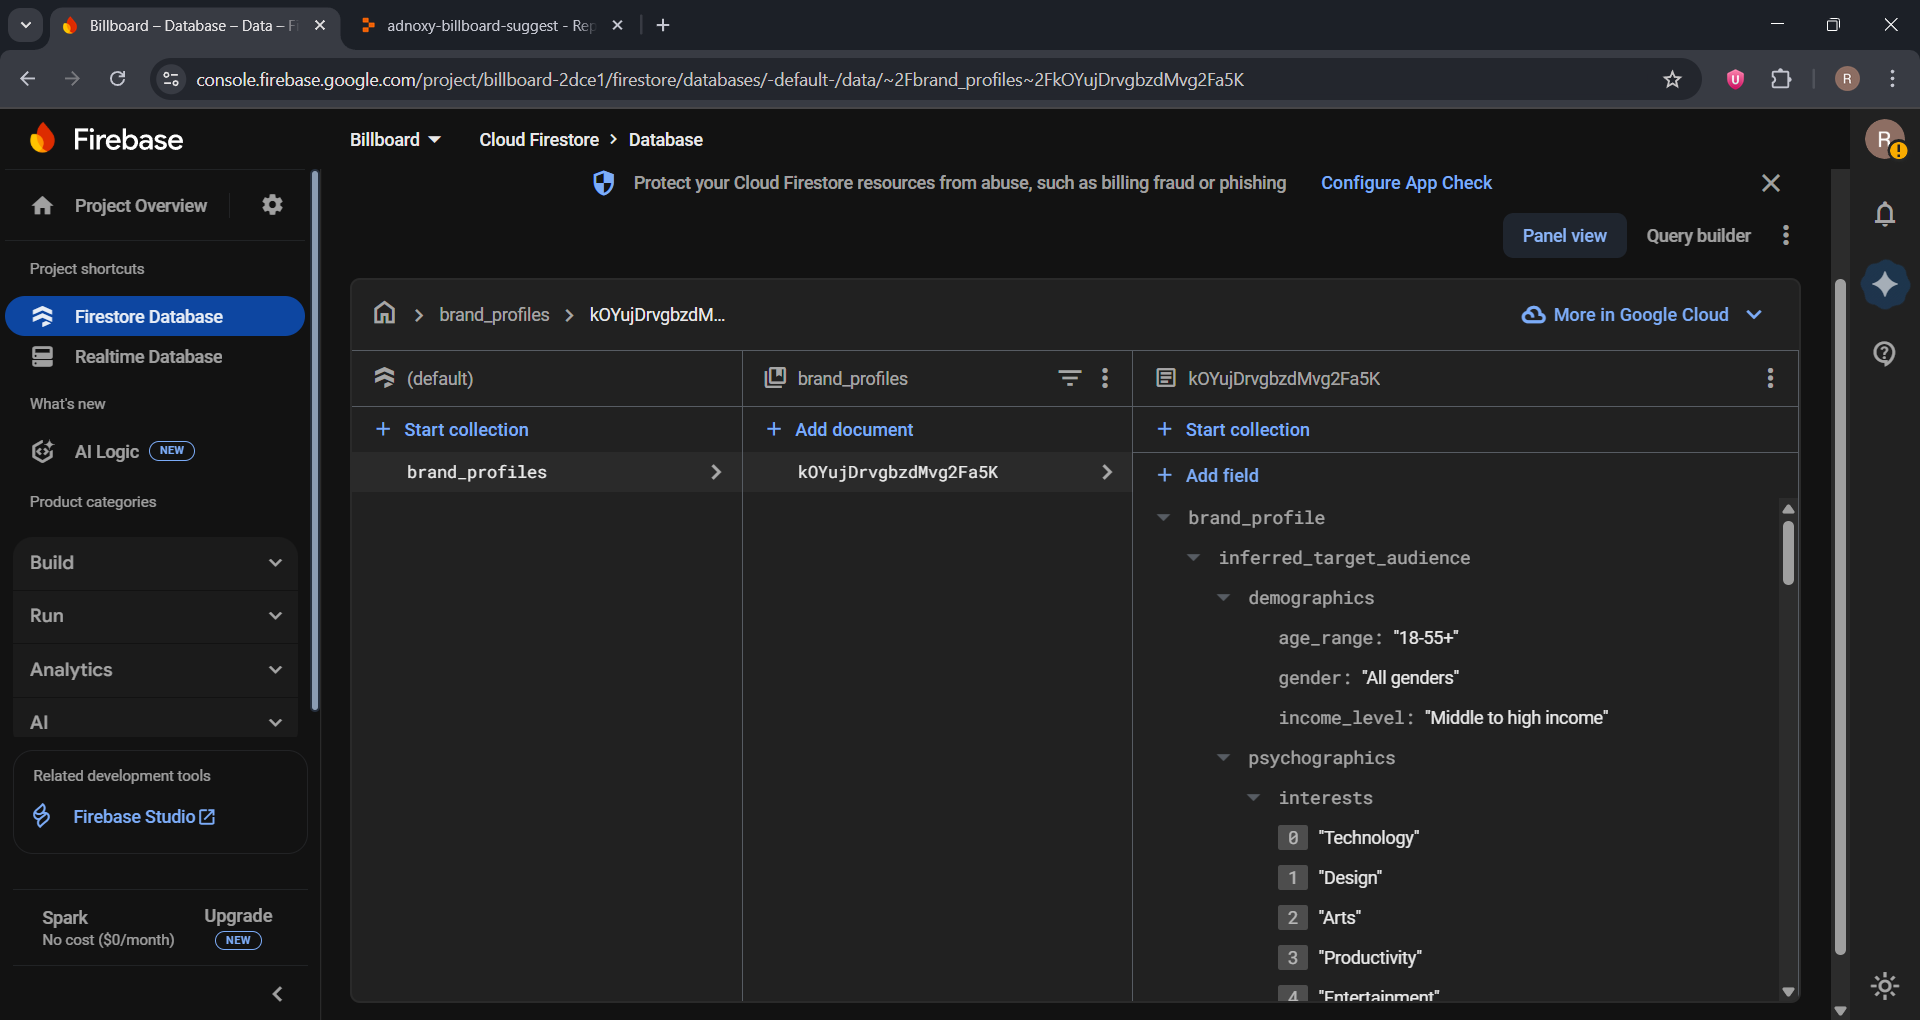 Billboard – Database – Data – Fi
adnoxy-billboard-suggest - Rep
console.firebase.google.com/project/billboard-2dce1/firestore/databases/-default-/data/~2Fbrand_profiles~2FkOYujDrvgbzdMvg2Fa5K
R
Firebase
Billboard
Cloud Firestore > Database
R
Protect your Cloud Firestore resources from abuse, such as billing fraud or phishing
Configure App Check
Project Overview
Panel view
Query builder
Project shortcuts
Firestore Database
brand_profiles
kOYujDrvgbzdM...
More in Google Cloud
Realtime Database
(default)
brand_profiles
kOYujDrvgbzdMvg2Fa5K
What's new
+ Start collection
+ Add document
+ Start collection
AI Logic
NEW
brand_profiles
kOYujDrvgbzdMvg2Fa5K
+ Add field
Product categories
brand_profile
Build
inferred_target_audience
demographics
Run
age_range: "18-55+"
Analytics
gender: "All genders"
AI
income_level: "Middle to high income"
psychographics
Related development tools
interests
Firebase Studio
0 "Technology"
1 "Design"
Spark
Upgrade
2 "Arts"
No cost ($0/month)
NEW
3 "Productivity"
4 "Entertainment"